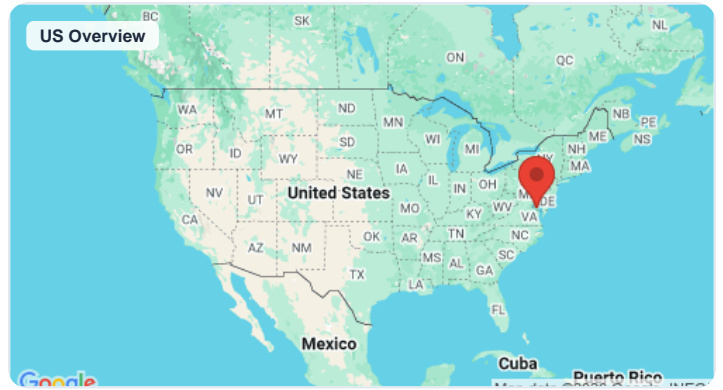 US Overview
BC
SK
NL
ON
QC
WA
MT
ND
MN
NB
PE
OR
ID
SD
WI
MI
ME
NS
WY
NH
NY
MA
NE
IA
NV
UT
United States
IL
IN
OH
DE
CA
MO
KY
WV
VA
AZ
NM
OK
AR
TN
NC
MS
AL
SC
GA
TX
LA
FL
Mexico
Cuba
Puerto Rico
Google